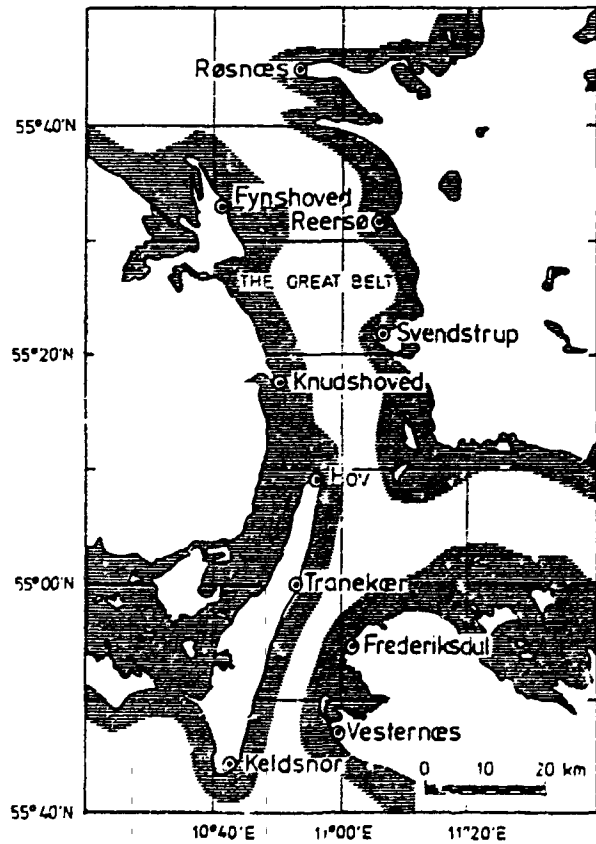 Røsnæs
55°40'N
Fynshoved
Reersø
THE GREAT BELT
Svendstrup
55°20'N
Knudshoved
Hov
55°00'N
Tranekær
Frederiksdul
Vesternæs
Keldsnor
0 10 20 km
55°40'N
10°40'E 11°00'E 11°20'E